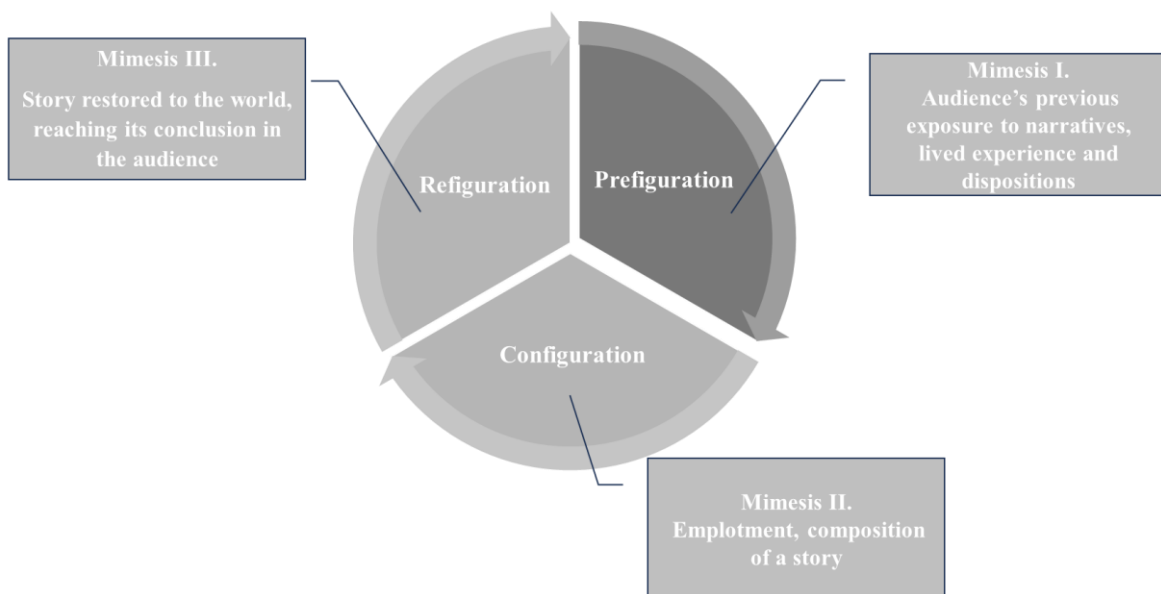 Mimesis III.
Story restored to the world,
reaching its conclusion in
the audience
Mimesis I.
Audience’s previous
exposure to narratives,
lived experience and
dispositions
Refiguration
Prefiguration
Configuration
Mimesis II.
Emplotment, composition
of a story